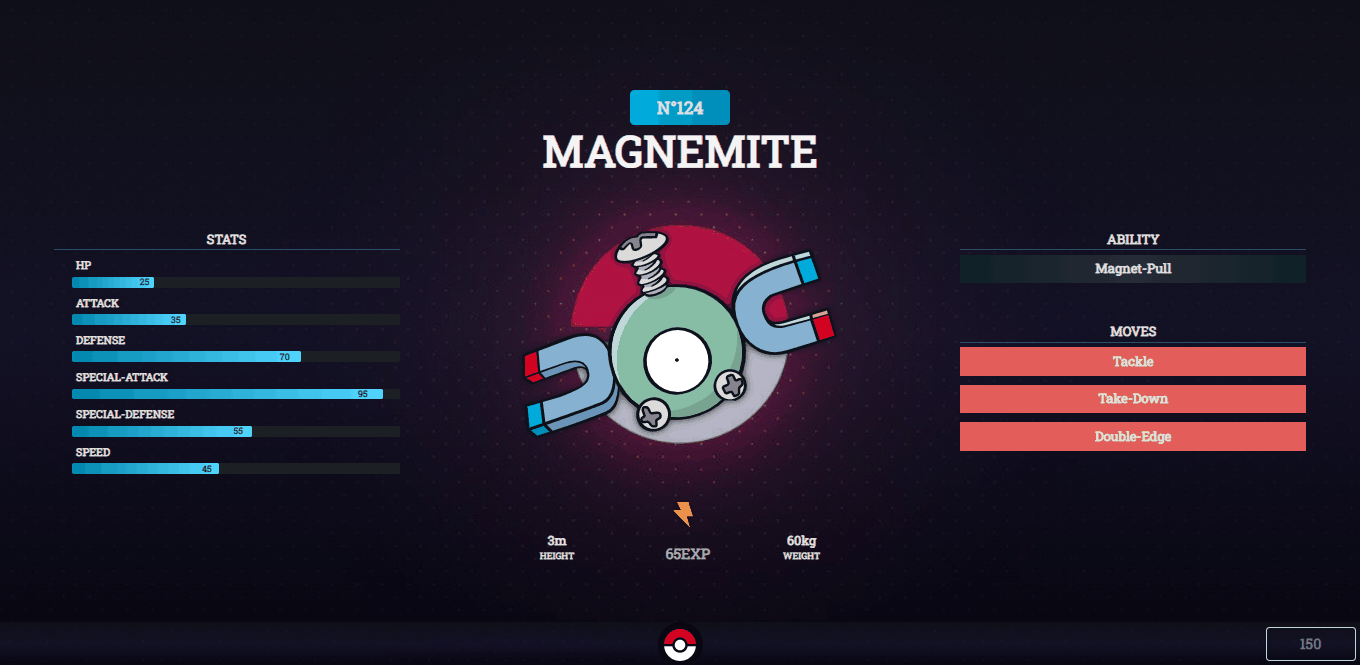 N°124
MAGNEMITE
STATS
HP
25
ATTACK
35
DEFENSE
70
SPECIAL-ATTACK
95
SPECIAL-DEFENSE
55
SPEED
45
ABILITY
Magnet-Pull
MOVES
Tackle
Take-Down
Double-Edge
3m
HEIGHT
65EXP
60kg
WEIGHT
150